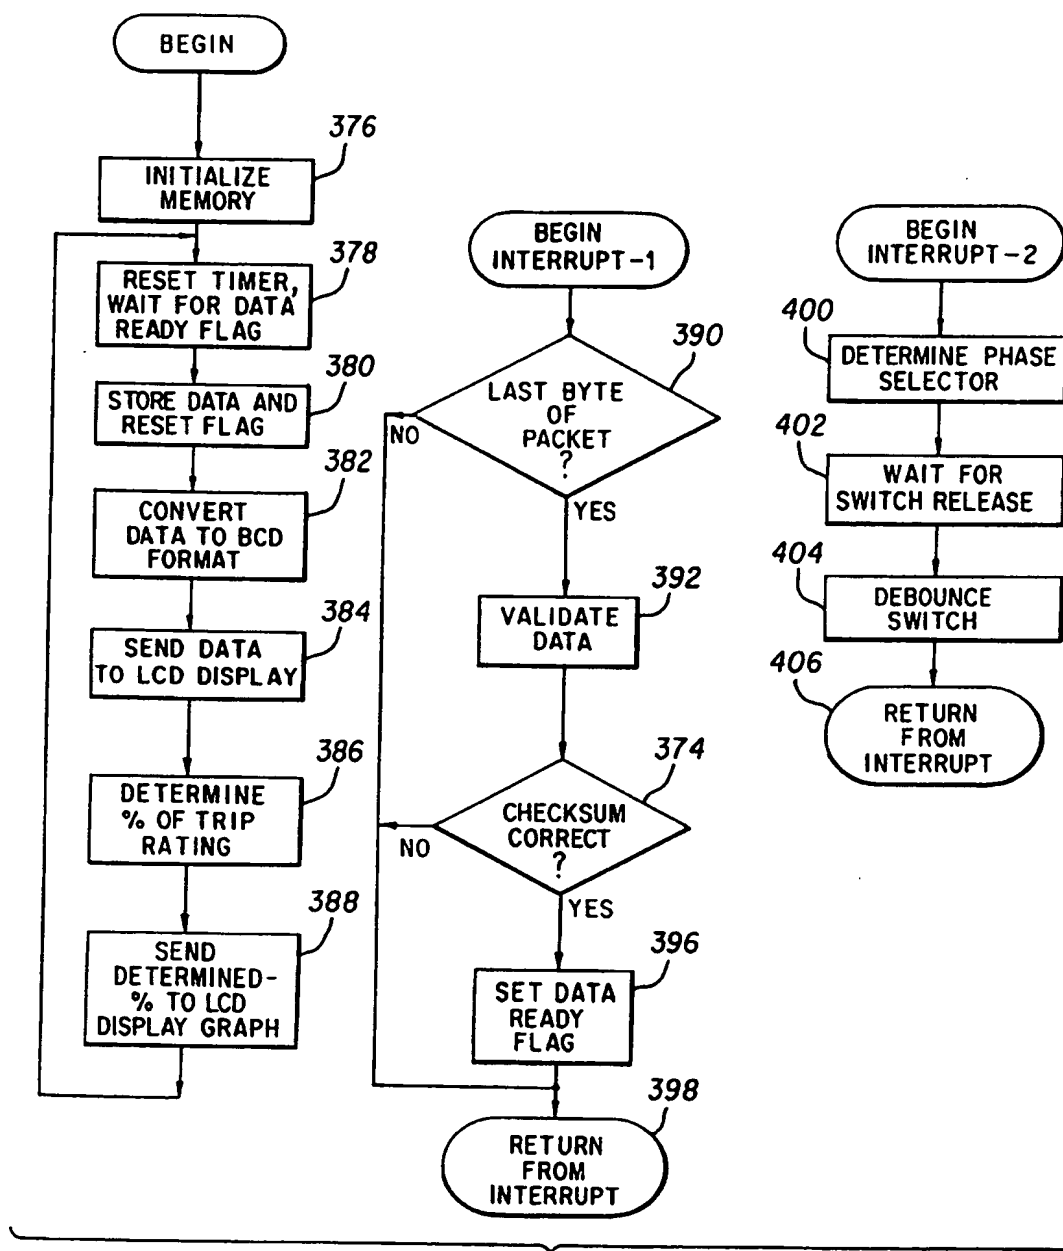 BEGIN
376
INITIALIZE
MEMORY
378
RESET TIMER,
WAIT FOR DATA
READY FLAG
380
STORE DATA AND
RESET FLAG
382
CONVERT
DATA TO BCD
FORMAT
384
SEND DATA
TO LCD DISPLAY
386
DETERMINE
% OF TRIP
RATING
388
SEND
DETERMINED-
% TO LCD
DISPLAY GRAPH
BEGIN
INTERRUPT-1
390
LAST BYTE
OF
PACKET
?
NO
YES
392
VALIDATE
DATA
374
CHECKSUM
CORRECT
?
NO
YES
396
SET DATA
READY
FLAG
398
RETURN
FROM
INTERRUPT
BEGIN
INTERRUPT-2
400
DETERMINE PHASE
SELECTOR
402
WAIT FOR
SWITCH RELEASE
404
DEBOUNCE
SWITCH
406
RETURN
FROM
INTERRUPT